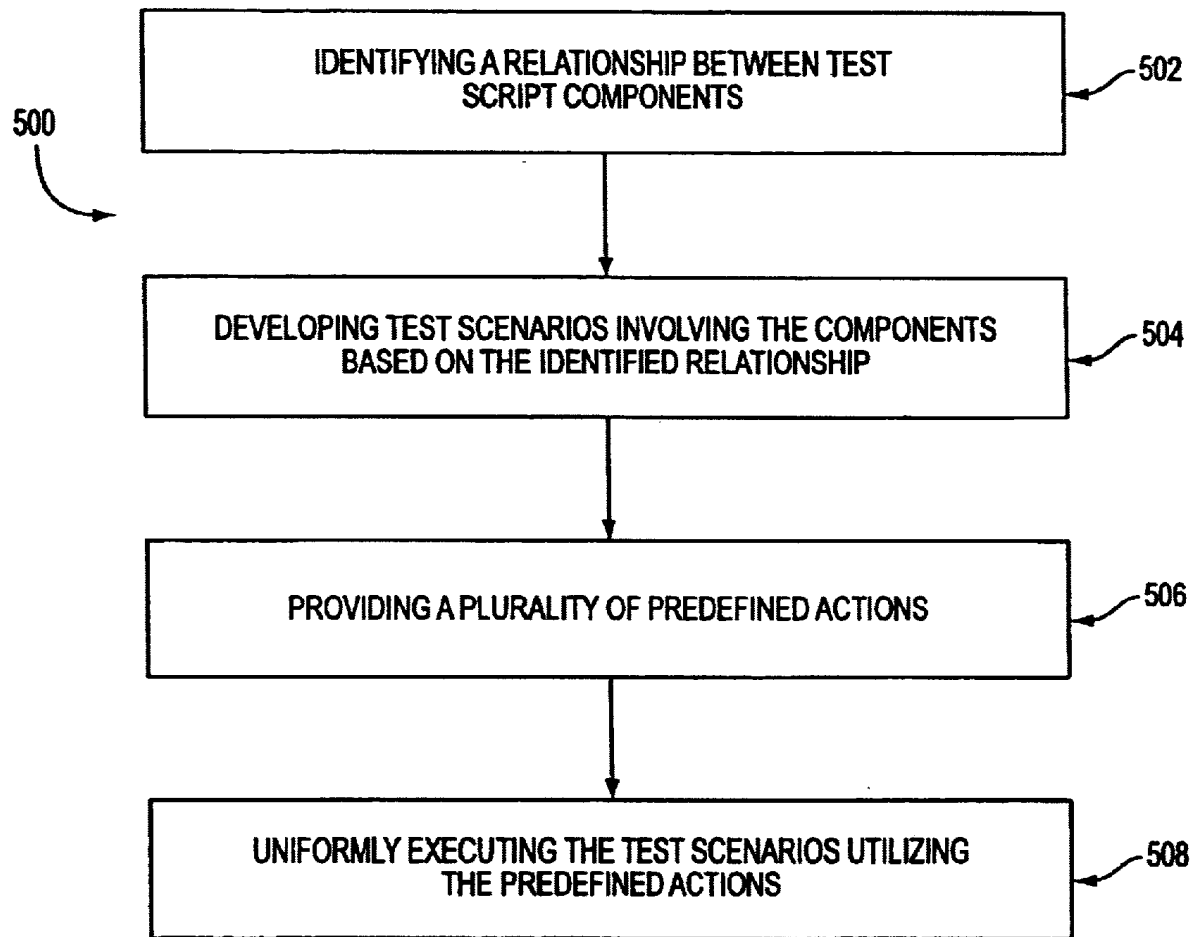 IDENTIFYING A RELATIONSHIP BETWEEN TEST
SCRIPT COMPONENTS
502
500
DEVELOPING TEST SCENARIOS INVOLVING THE COMPONENTS
BASED ON THE IDENTIFIED RELATIONSHIP
504
PROVIDING A PLURALITY OF PREDEFINED ACTIONS
506
UNIFORMLY EXECUTING THE TEST SCENARIOS UTILIZING
THE PREDEFINED ACTIONS
508